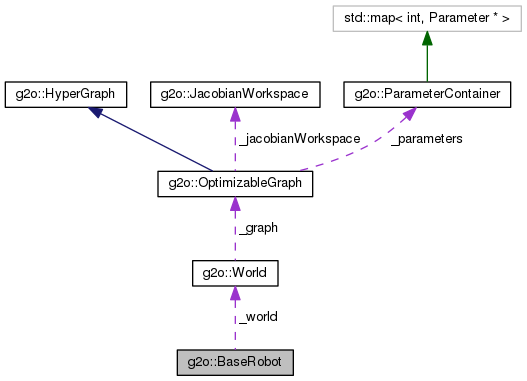 std::map< int, Parameter * >
g2o::HyperGraph
g2o::JacobianWorkspace
g2o::ParameterContainer
_jacobianWorkspace
_parameters
g2o::OptimizableGraph
_graph
g2o::World
_world
g2o::BaseRobot